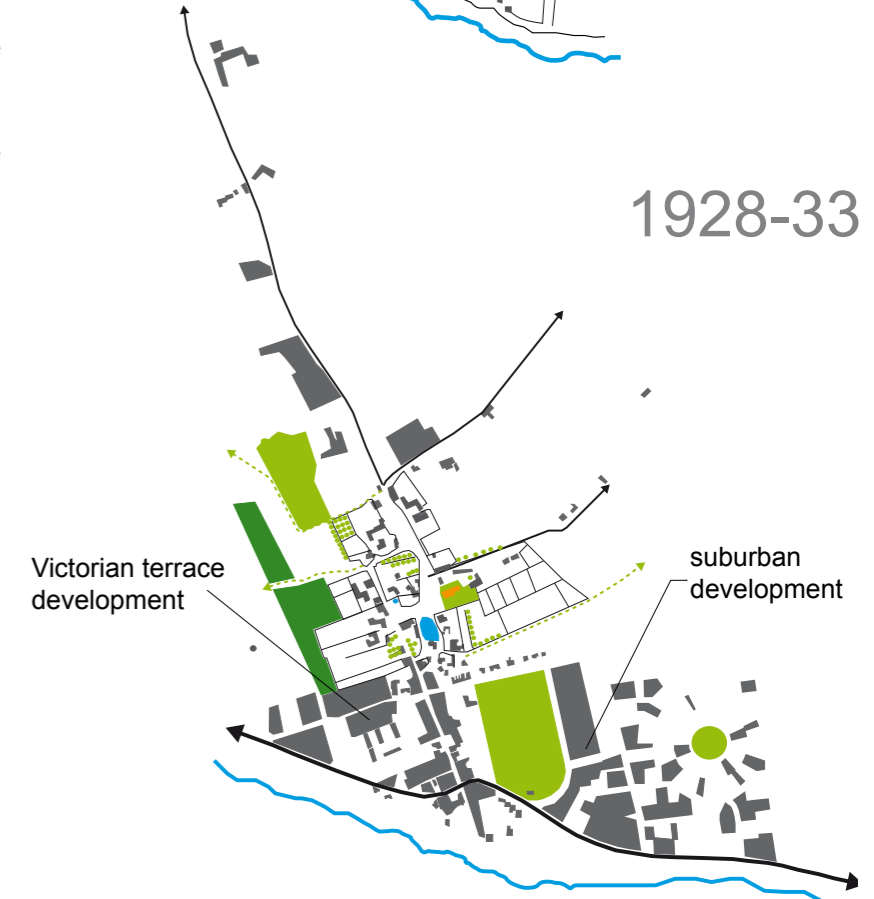 1928-33
Victorian terrace
development
suburban
development